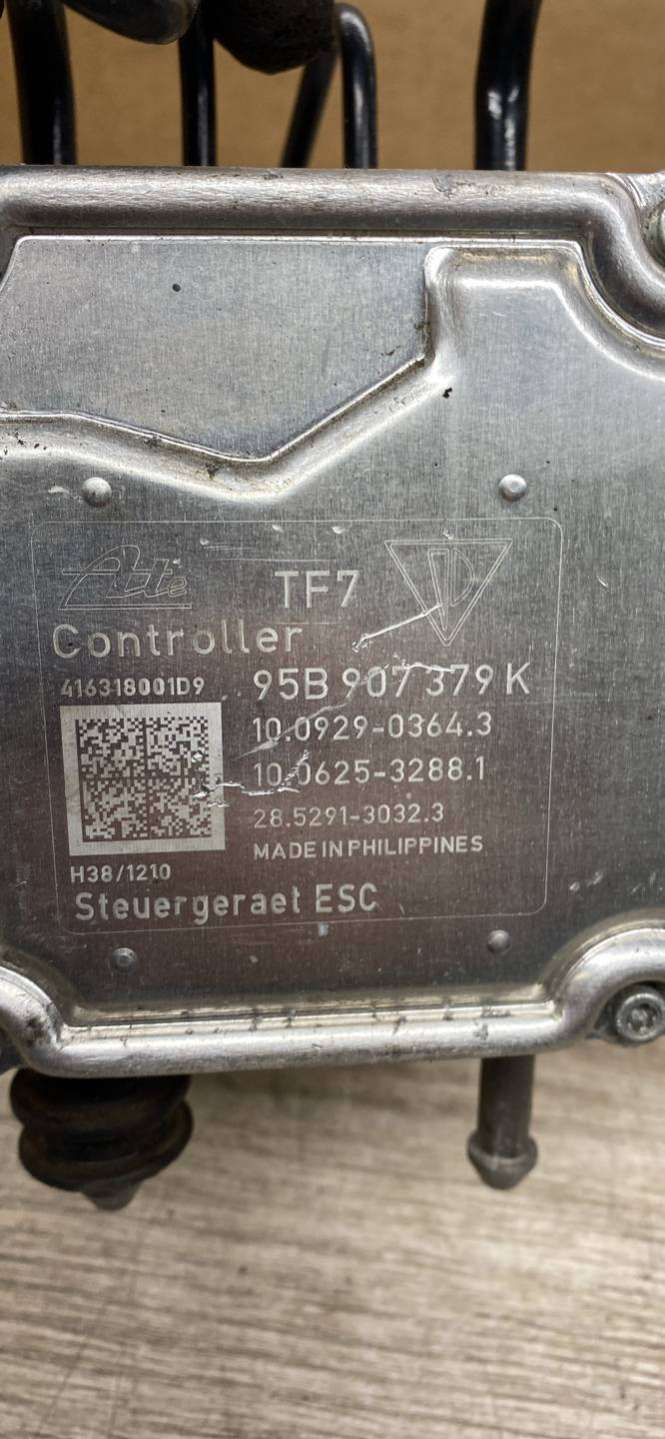 Ate TF7
Controller
416318001D9 95B 907 379 K
10.0929-0364.3
10.0625-3288.1
28.5291-3032.3
MADE IN PHILIPPINES
H38/1210
Steuergeraet ESC